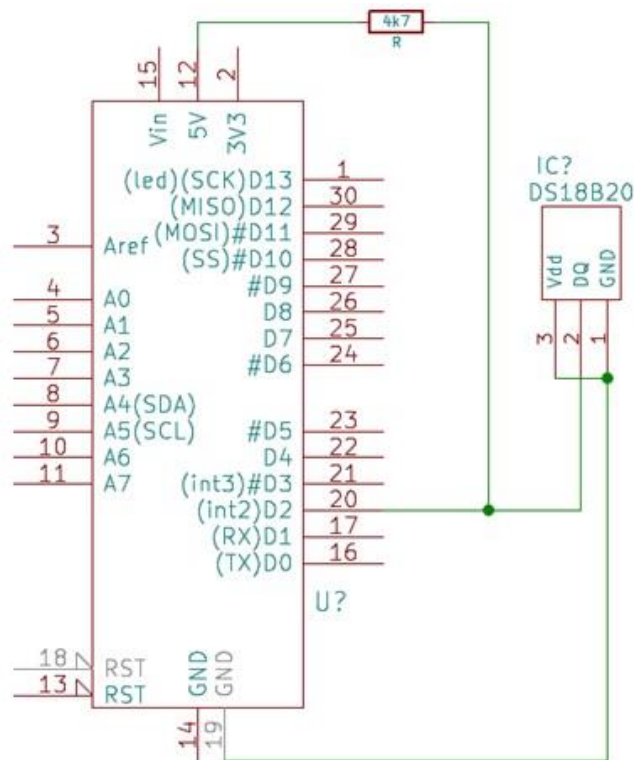 4k7
R
15
12
2
Vin
5V
3V3
3
Aref
4
A0
5
A1
6
A2
7
A3
8
A4(SDA)
9
A5(SCL)
10
A6
11
A7
(led)(SCK)D13
1
(MISO)D12
30
(MOSI)#D11
29
(SS)#D10
28
#D9
27
D8
26
D7
25
#D6
24
#D5
23
D4
22
(int3)#D3
21
(int2)D2
20
(RX)D1
17
(TX)D0
16
U?
18
RST
13
RST
GND
GND
14
19
IC?
DS18B20
Vdd
DQ
GND
3
2
1